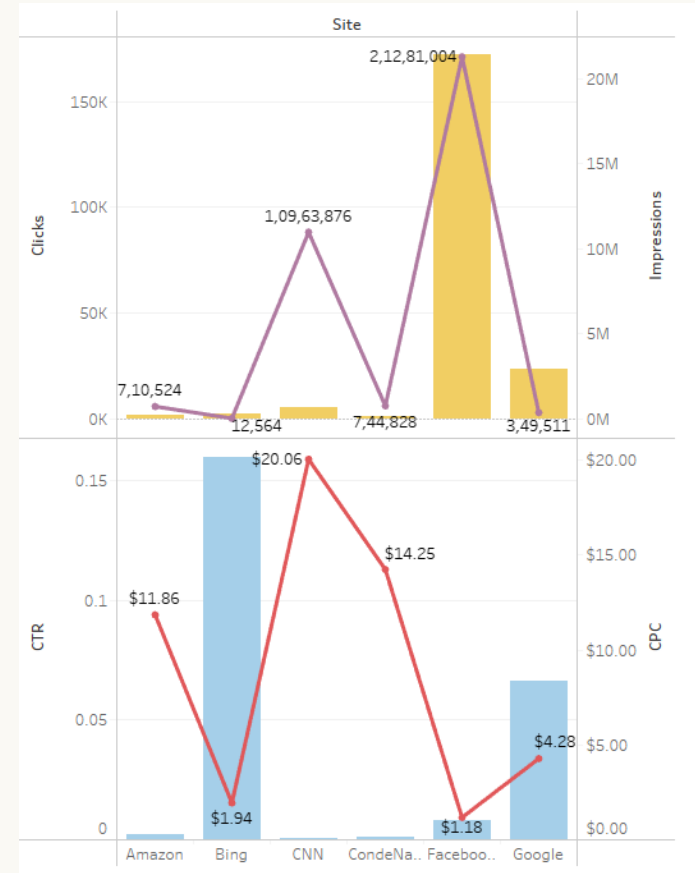 Site
Clicks
150K
100K
50K
0K
2,12,81,004
1,09,63,876
7,10,524
12,564
7,44,828
3,49,511
20M
15M
10M
5M
0M
Impressions
CTR
0.15
0.1
0.05
0
$20.06
$14.25
$11.86
$4.28
$1.94
$1.18
$20.00
$15.00
$10.00
$5.00
$0.00
CPC
Amazon Bing CNN CondeNa.. Faceboo.. Google